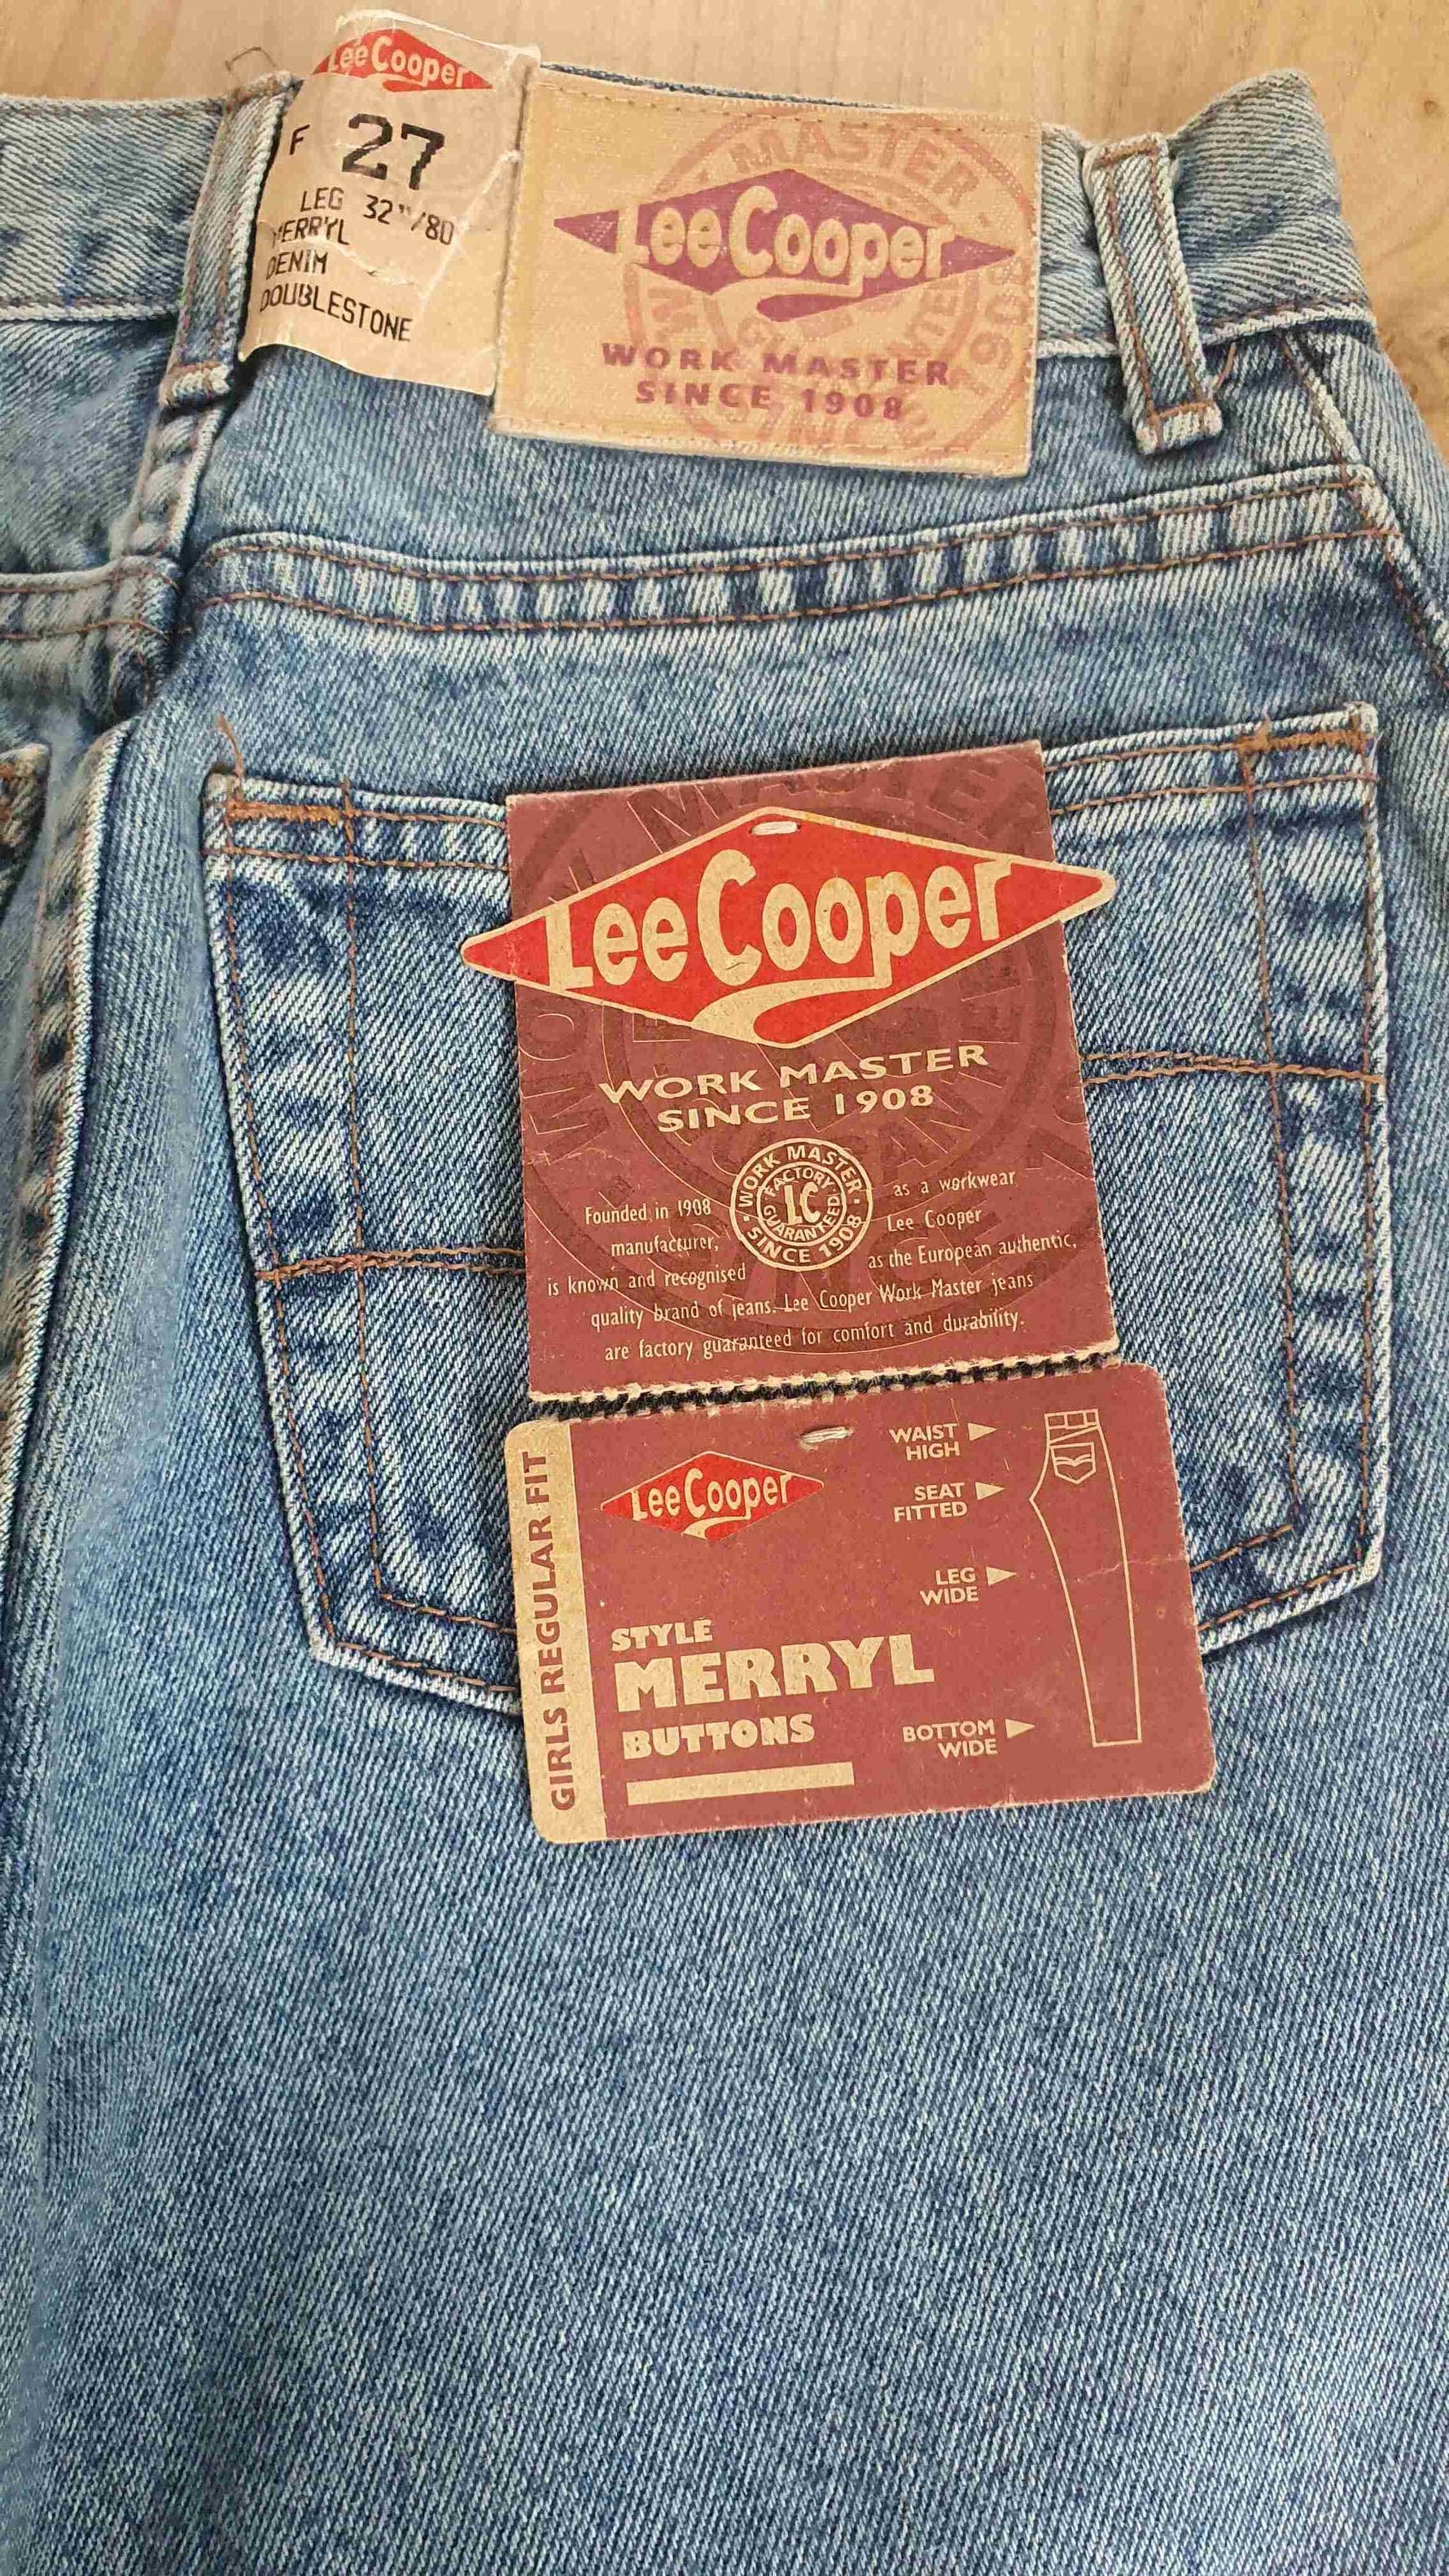 Lee Cooper
F 27
LEG 32"/80
MERRYL
DENIM
DOUBLESTONE
MASTER
Lee Cooper
WORK MASTER
SINCE 1908
1908
Lee Cooper
WORK MASTER
SINCE 1908
WORK MASTER
FACTORY
LC
GUARANTEED
SINCE 1908
Founded in 1908 as a workwear
manufacturer, Lee Cooper
is known and recognised as the European authentic,
quality brand of jeans. Lee Cooper Work Master jeans
are factory guaranteed for comfort and durability.
GIRLS REGULAR FIT
Lee Cooper
WAIST
HIGH
SEAT
FITTED
LEG
WIDE
STYLE
MERRYL
BUTTONS
BOTTOM
WIDE